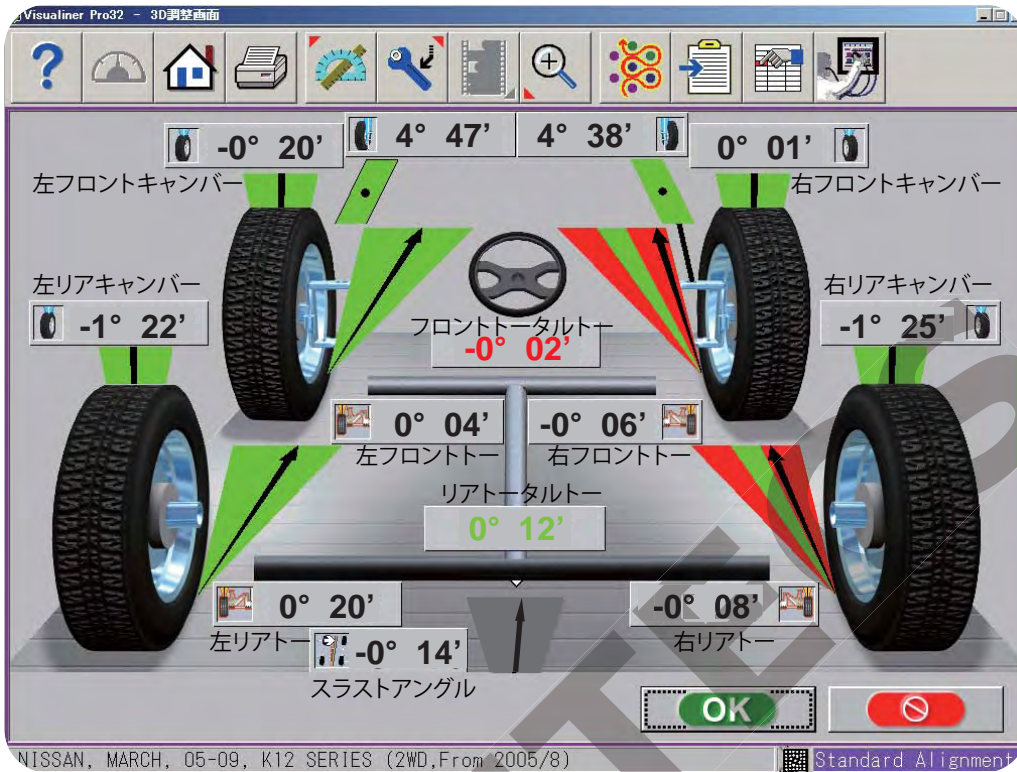 Visualiner Pro32 - 3D調整画面
-0° 20' 4° 47' 4° 38' 0° 01'
左フロントキャンバー 右フロントキャンバー
左リアキャンバー 右リアキャンバー
-1° 22' -1° 25'
フロントトータルトー
-0° 02'
0° 04' -0° 06'
左フロントトー 右フロントトー
リアトータルトー
0° 12'
0° 20' -0° 08'
左リアトー 右リアトー
-0° 14'
スラストアングル
OK
NISSAN, MARCH, 05-09, K12 SERIES (2WD,From 2005/8) Standard Alignment